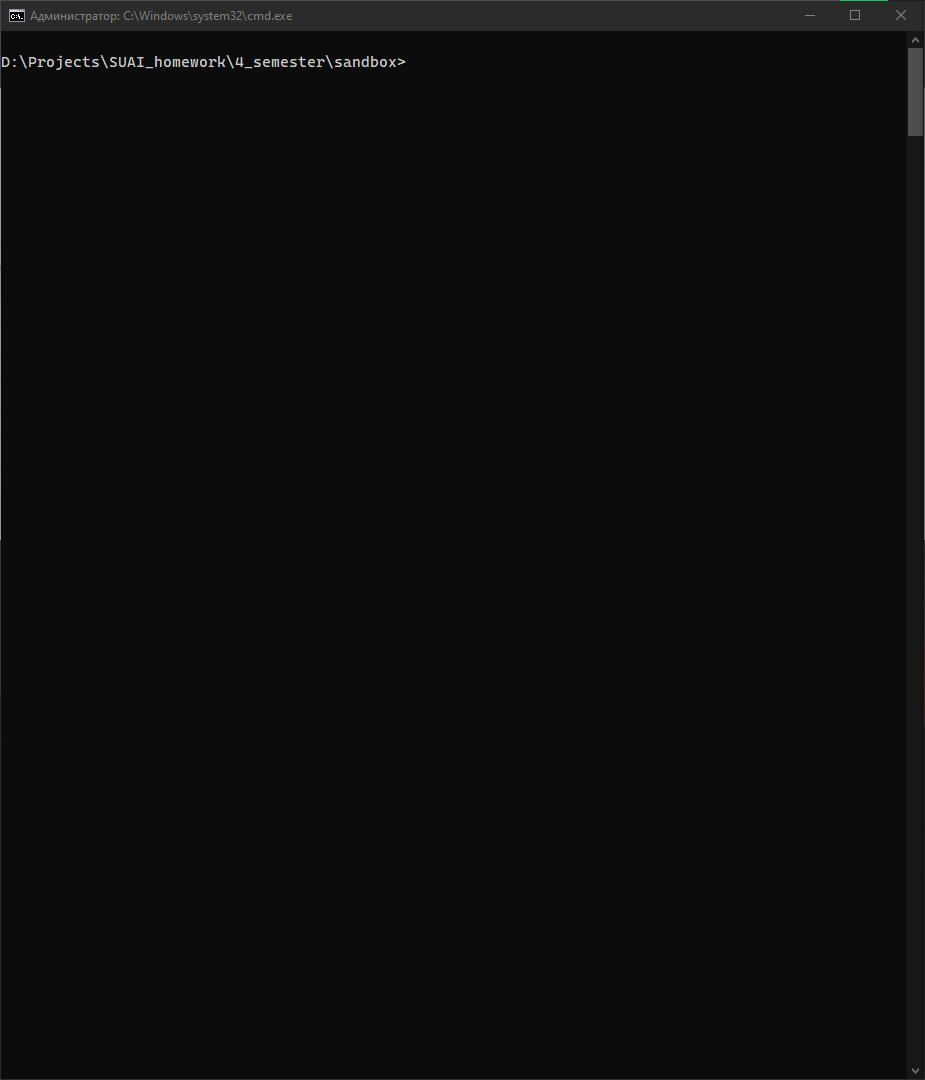 Администратор: C:\Windows\system32\cmd.exe
D:\Projects\SUAI_homework\4_semester\sandbox>